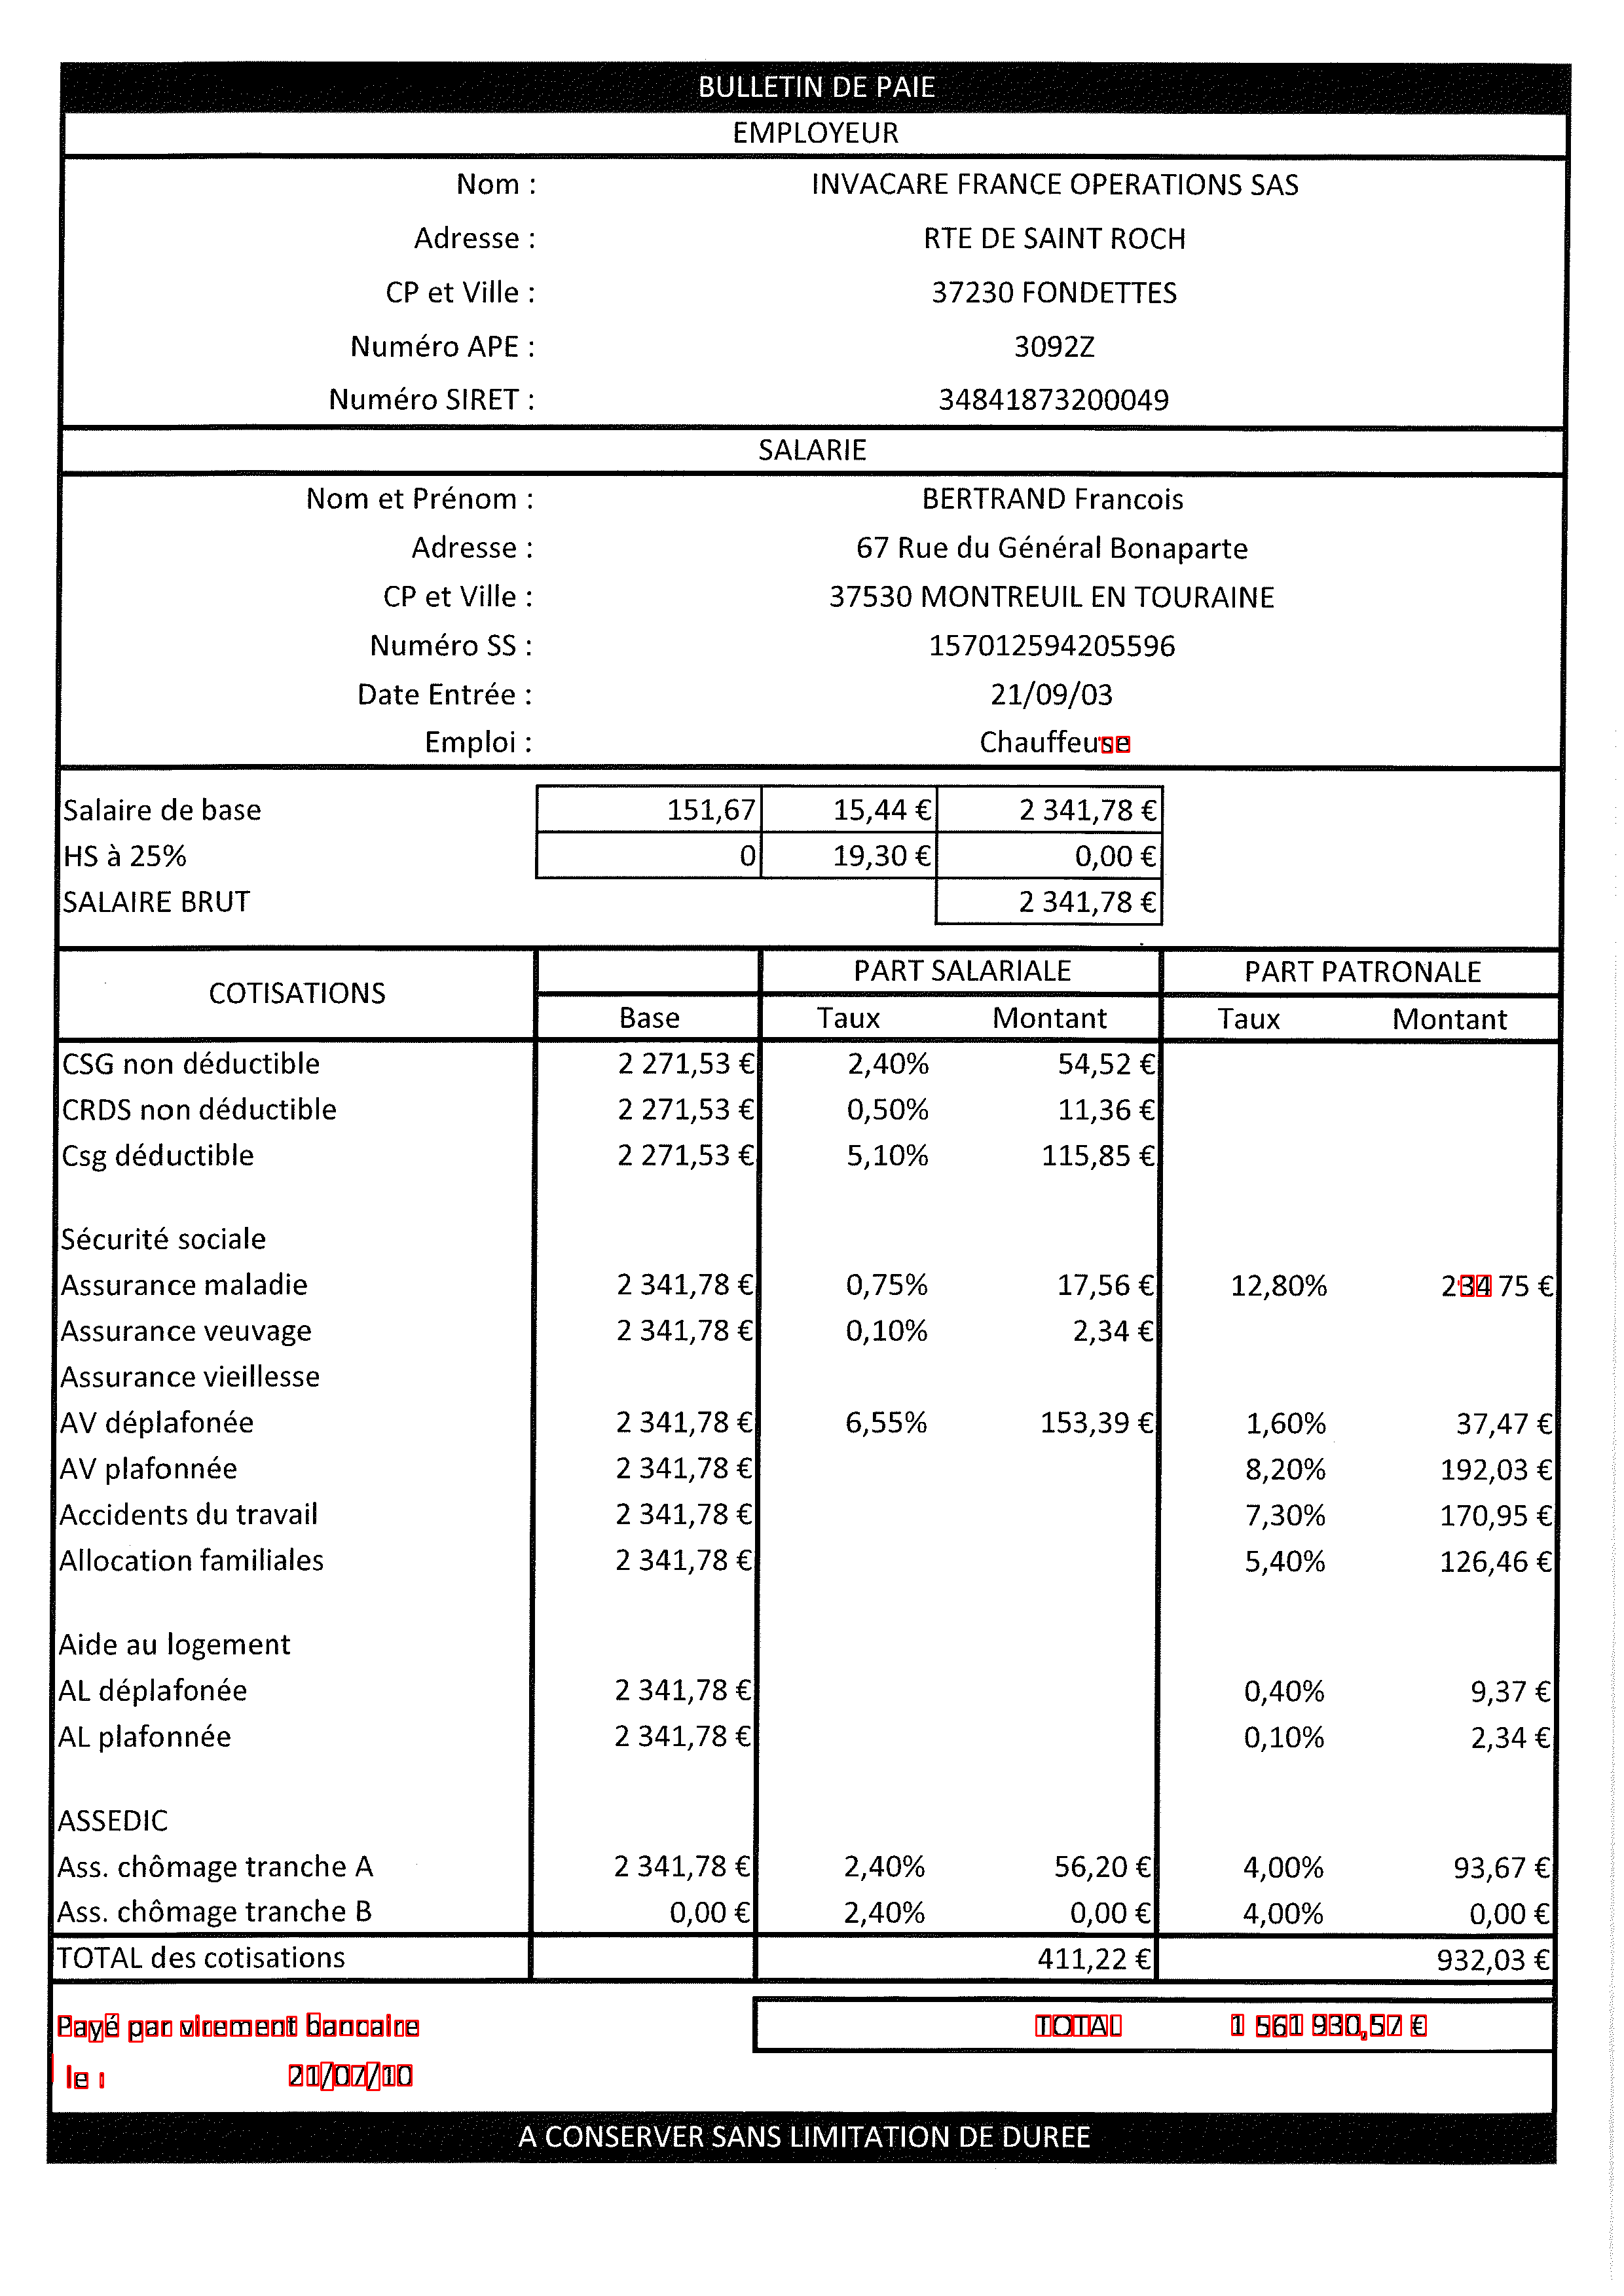 BULLETIN DE PAIE
EMPLOYEUR
Nom : INVACARE FRANCE OPERATIONS SAS
Adresse : RTE DE SAINT ROCH
CP et Ville : 37230 FONDETTES
Numéro APE : 3092Z
Numéro SIRET : 34841873200049
SALARIE
Nom et Prénom : BERTRAND Francois
Adresse : 67 Rue du Général Bonaparte
CP et Ville : 37530 MONTREUIL EN TOURAINE
Numéro SS : 157012594205596
Date Entrée : 21/09/03
Emploi : Chauffeuse
Salaire de base 151,67 15,44 € 2 341,78 €
HS à 25% 0 19,30 € 0,00 €
SALAIRE BRUT 2 341,78 €
COTISATIONS PART SALARIALE PART PATRONALE
Base Taux Montant Taux Montant
CSG non déductible 2 271,53 € 2,40% 54,52 €
CRDS non déductible 2 271,53 € 0,50% 11,36 €
Csg déductible 2 271,53 € 5,10% 115,85 €
Sécurité sociale
Assurance maladie 2 341,78 € 0,75% 17,56 € 12,80% 234 75 €
Assurance veuvage 2 341,78 € 0,10% 2,34 €
Assurance vieillesse
AV déplafonée 2 341,78 € 6,55% 153,39 € 1,60% 37,47 €
AV plafonnée 2 341,78 € 8,20% 192,03 €
Accidents du travail 2 341,78 € 7,30% 170,95 €
Allocation familiales 2 341,78 € 5,40% 126,46 €
Aide au logement
AL déplafonée 2 341,78 € 0,40% 9,37 €
AL plafonnée 2 341,78 € 0,10% 2,34 €
ASSEDIC
Ass. chômage tranche A 2 341,78 € 2,40% 56,20 € 4,00% 93,67 €
Ass. chômage tranche B 0,00 € 2,40% 0,00 € 4,00% 0,00 €
TOTAL des cotisations 411,22 € 932,03 €
Payé par virement bancaire TOTAL 1 561 930,57 €
le : 21/07/10
A CONSERVER SANS LIMITATION DE DUREE